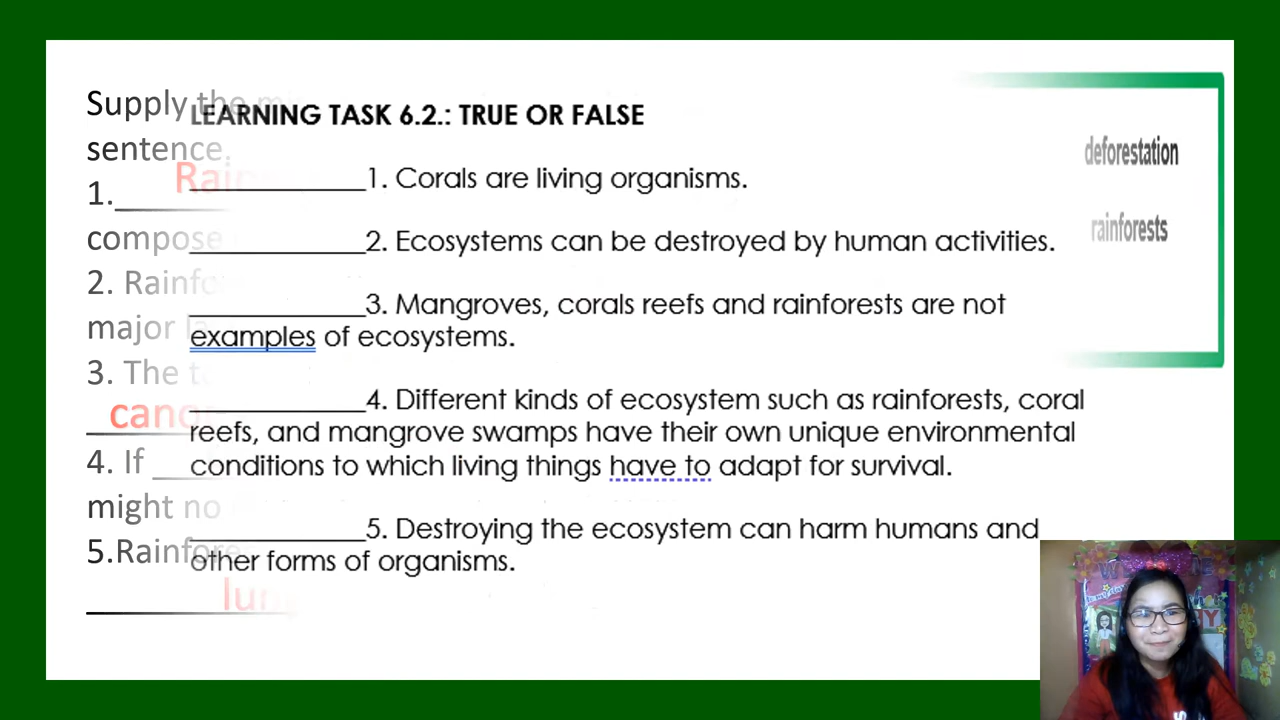 Supply the
sentence.
1.
compose
2. Rainfo
major
3. The
canо
4. If
might no
5.Rainfore
lun
LEARNING TASK 6.2.: TRUE OR FALSE
____________1. Corals are living organisms.
____________2. Ecosystems can be destroyed by human activities.
____________3. Mangroves, corals reefs and rainforests are not
examples of ecosystems.
____________4. Different kinds of ecosystem such as rainforests, coral
reefs, and mangrove swamps have their own unique environmental
conditions to which living things have to adapt for survival.
____________5. Destroying the ecosystem can harm humans and
other forms of organisms.
deforestation
rainforests